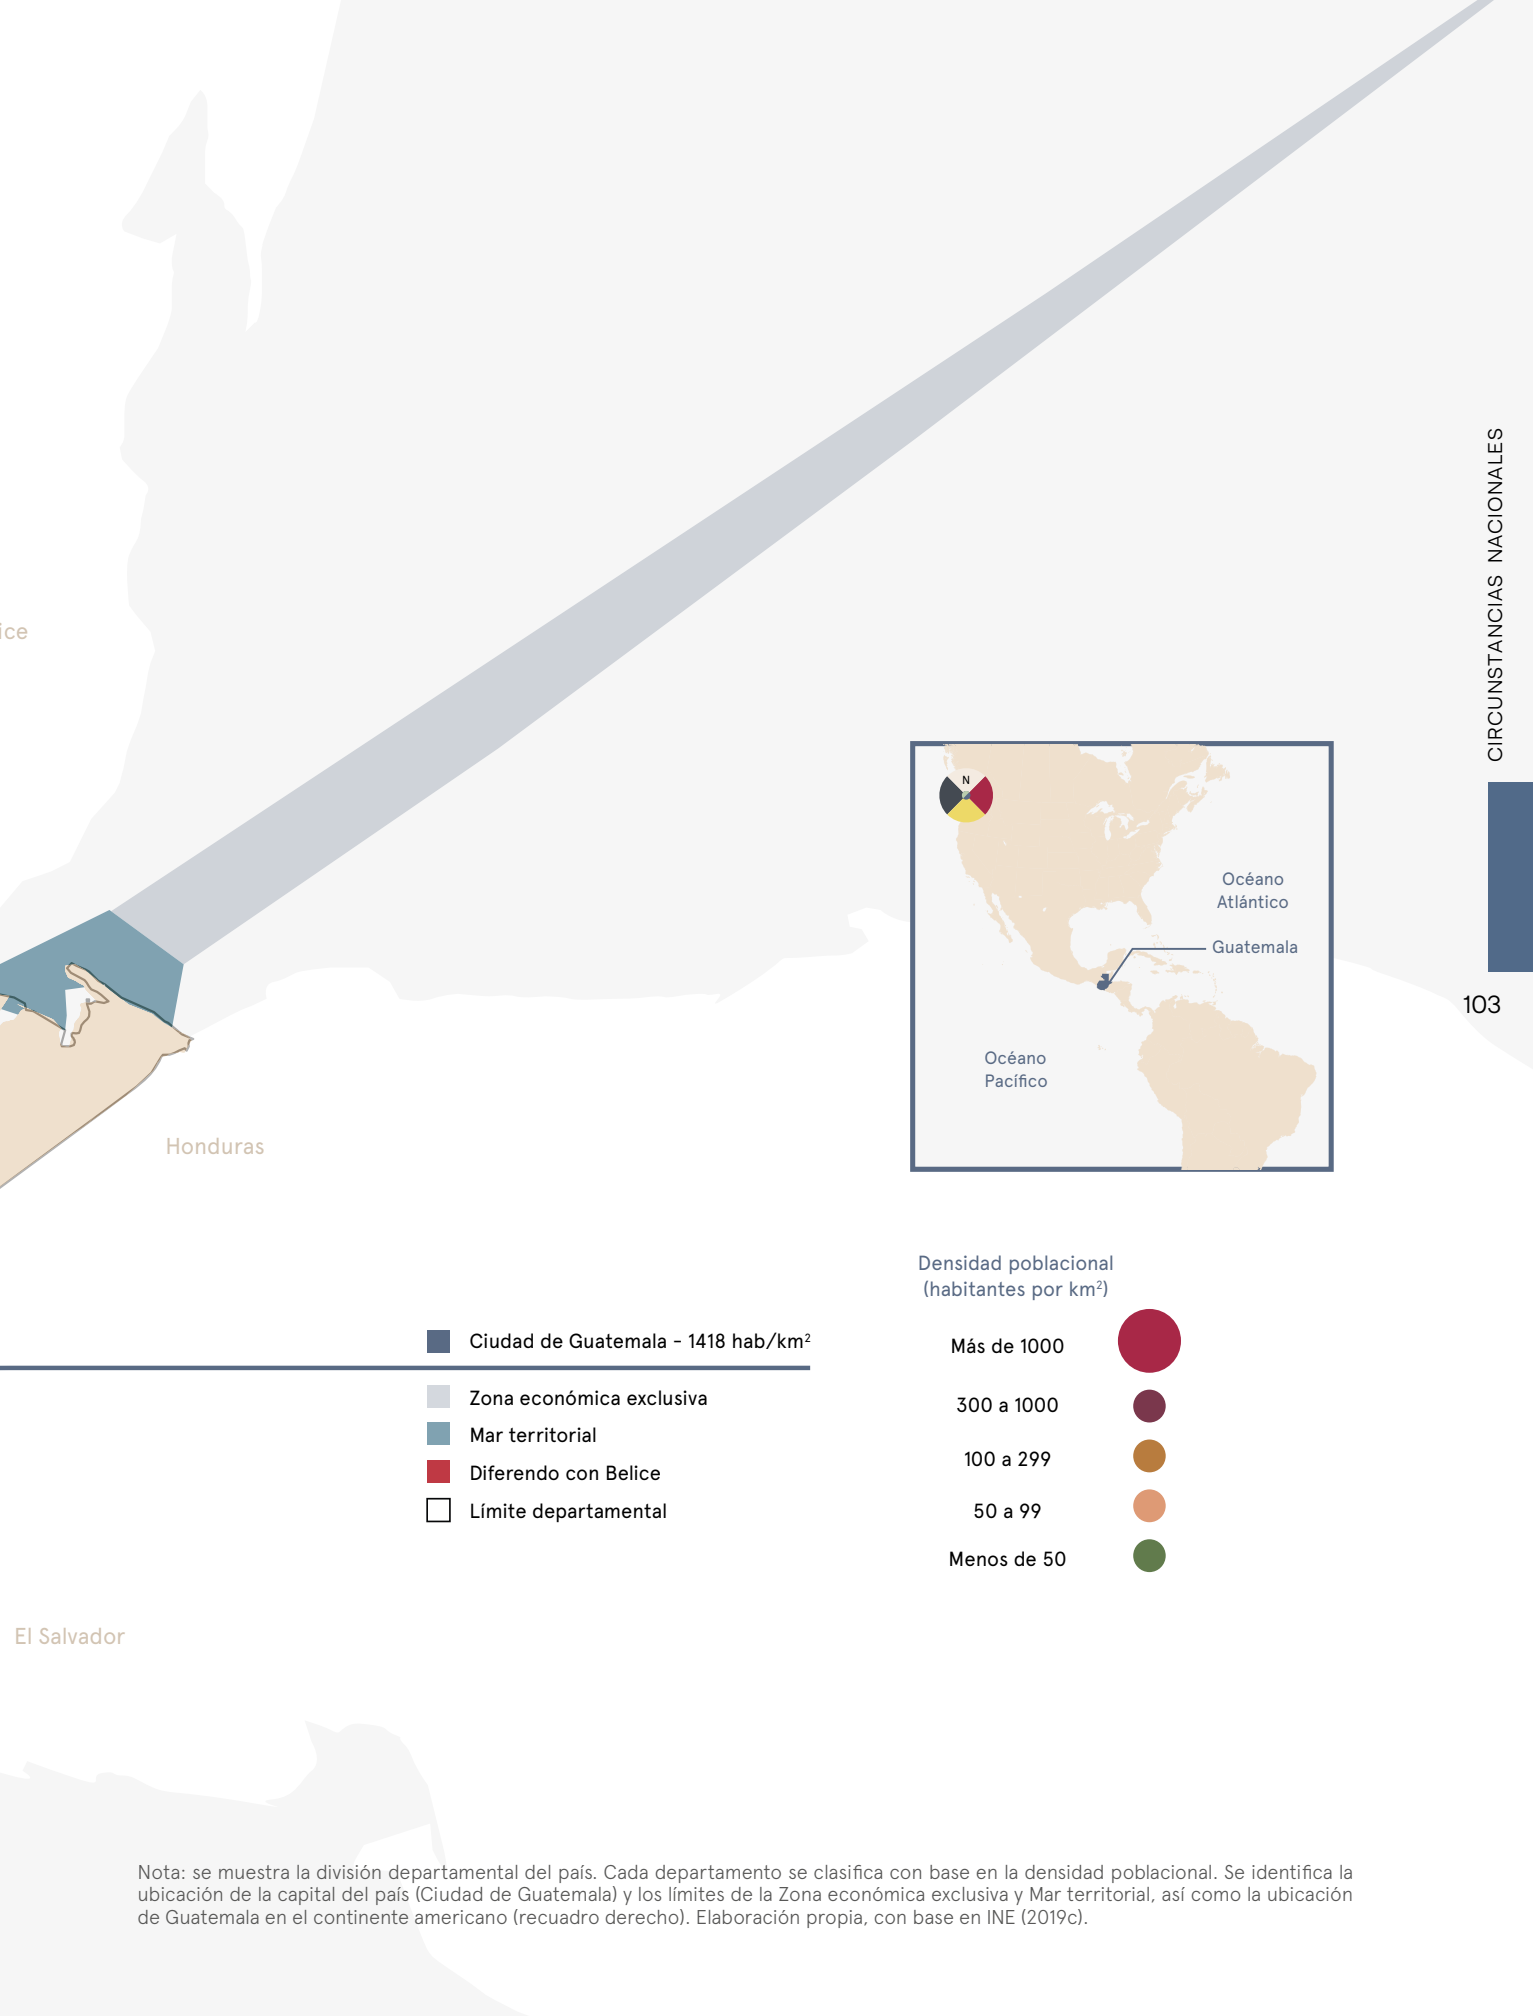 CIRCUNSTANCIAS NACIONALES
103
ice
Honduras
El Salvador
N
Océano
Atlántico
Guatemala
Océano
Pacífico
Ciudad de Guatemala - 1418 hab/km²
Zona económica exclusiva
Mar territorial
Diferendo con Belice
Límite departamental
Densidad poblacional
(habitantes por km²)
Más de 1000
300 a 1000
100 a 299
50 a 99
Menos de 50
Nota: se muestra la división departamental del país. Cada departamento se clasifica con base en la densidad poblacional. Se identifica la
ubicación de la capital del país (Ciudad de Guatemala) y los límites de la Zona económica exclusiva y Mar territorial, así como la ubicación
de Guatemala en el continente americano (recuadro derecho). Elaboración propia, con base en INE (2019c).